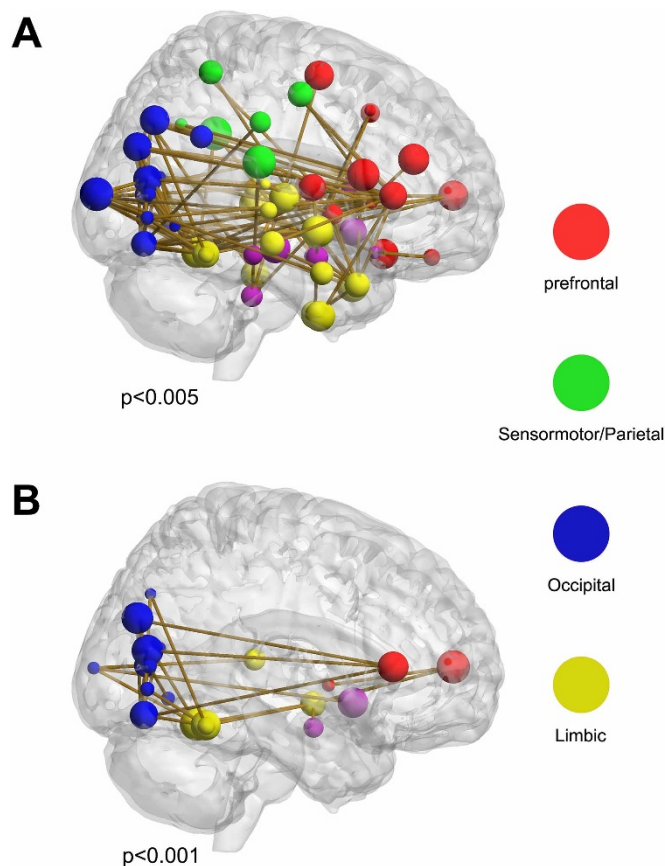 A
prefrontal
p<0.005
Sensormotor/Parietal
B
Occipital
Limbic
p<0.001